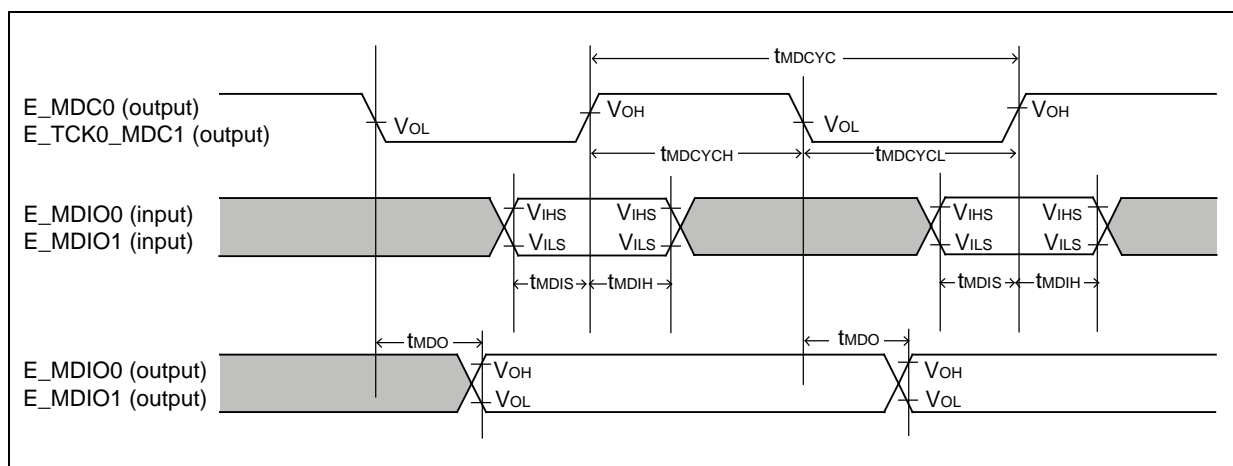 tMDCYC
E_MDC0 (output)
E_TCK0_MDC1 (output)
VOL
VOH
VOL
VOH
tMDCYCH
tMDCYCL
E_MDIO0 (input)
E_MDIO1 (input)
VIHS
VIHS
VIHS
VIHS
VILS
VILS
VILS
VILS
tMDIS
tMDIH
tMDIS
tMDIH
tMDO
tMDO
E_MDIO0 (output)
E_MDIO1 (output)
VOH
VOH
VOL
VOL